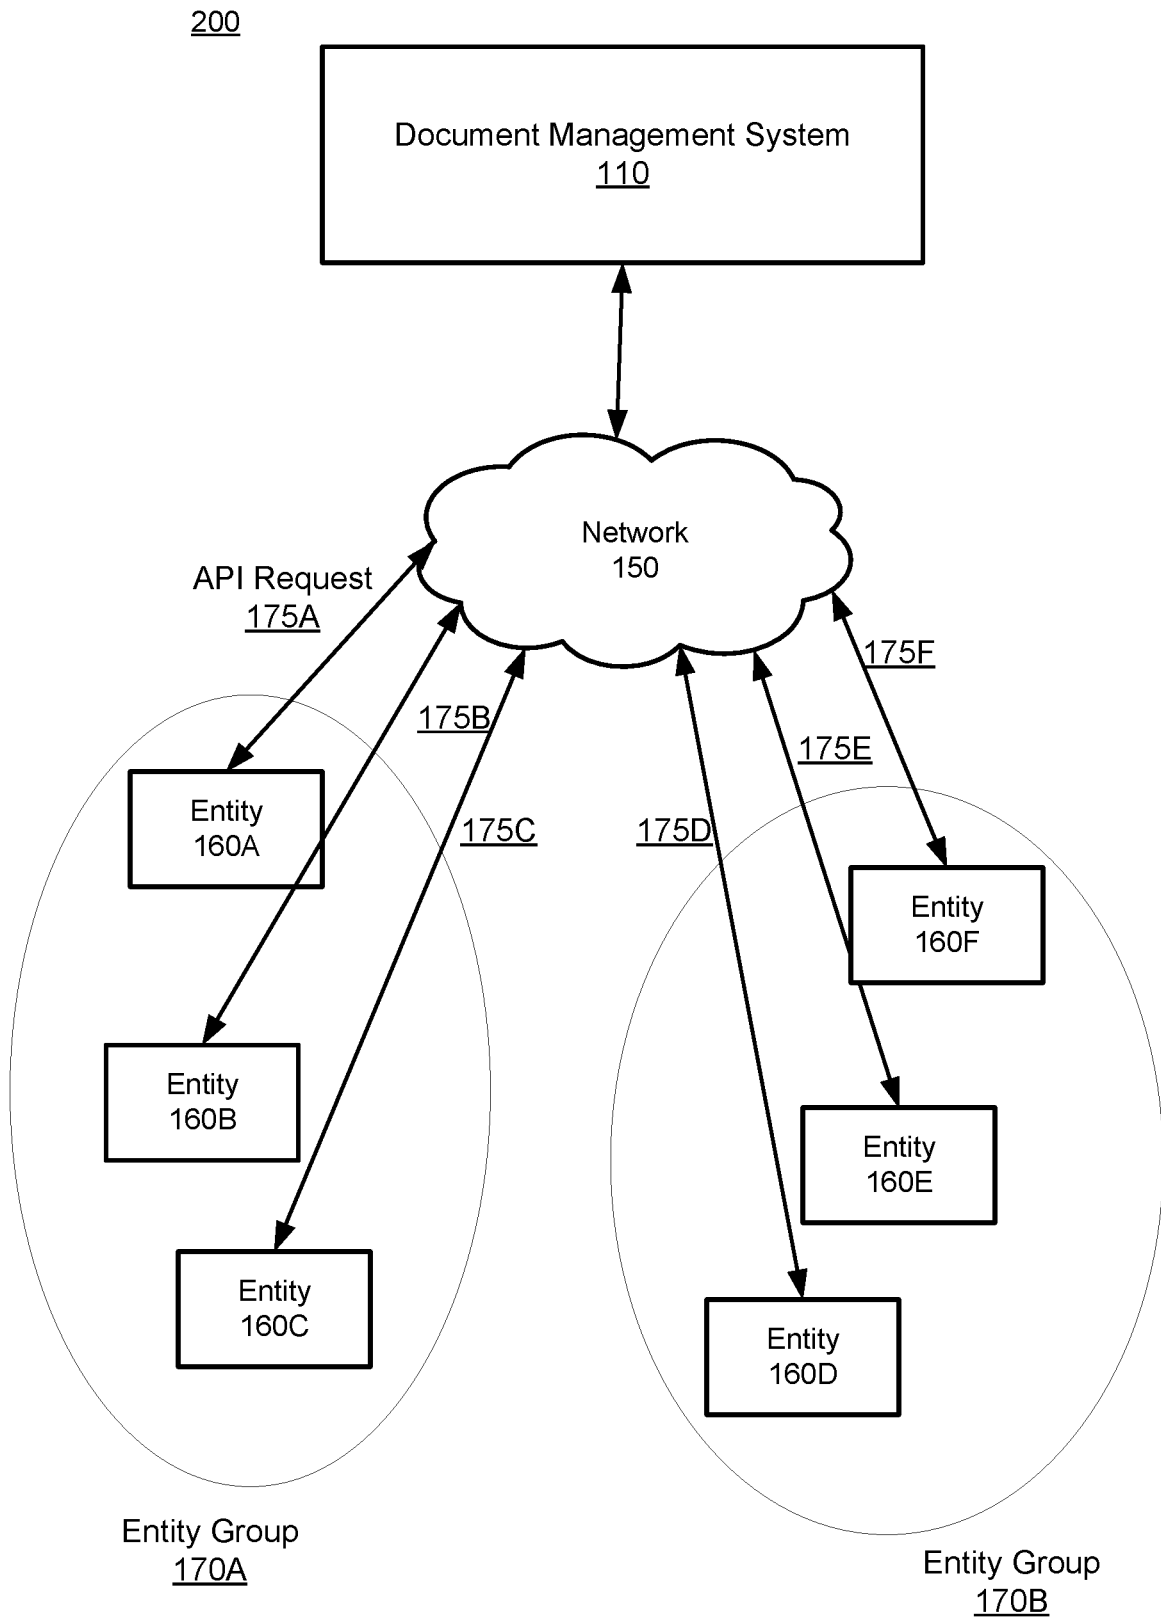 200
Document Management System
110
Network
150
API Request
175A
175F
175B
175E
175C
175D
Entity
160A
Entity
160F
Entity
160B
Entity
160E
Entity
160C
Entity
160D
Entity Group
170A
Entity Group
170B